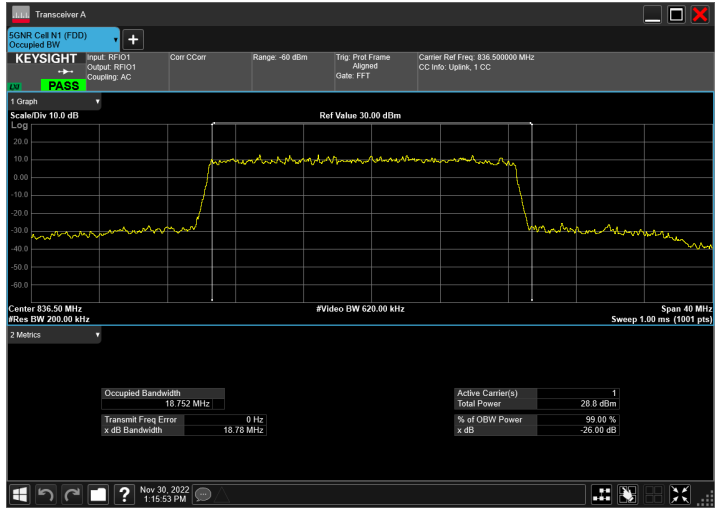 Transceiver A
5GNR Cell N1 (FDD)
Occupied BW
KEYSIGHT
Input: RFIO1
Output: RFIO1
Coupling: AC
Corr CCorr
Range: -60 dBm
Trig: Prot Frame
Aligned
Gate: FFT
Carrier Ref Freq: 836.500000 MHz
CC Info: Uplink, 1 CC
PASS
1 Graph
Scale/Div 10.0 dB
Ref Value 30.00 dBm
Log
20.0
10.0
0.00
-10.0
-20.0
-30.0
-40.0
-50.0
-60.0
Center 836.50 MHz
#Video BW 620.00 kHz
Span 40 MHz
#Res BW 200.00 kHz
Sweep 1.00 ms (1001 pts)
2 Metrics
Occupied Bandwidth
18.752 MHz
Active Carrier(s) 1
Total Power 28.8 dBm
Transmit Freq Error 0 Hz
x dB Bandwidth 18.78 MHz
% of OBW Power 99.00 %
x dB -26.00 dB
?
Nov 30, 2022
1:15:53 PM